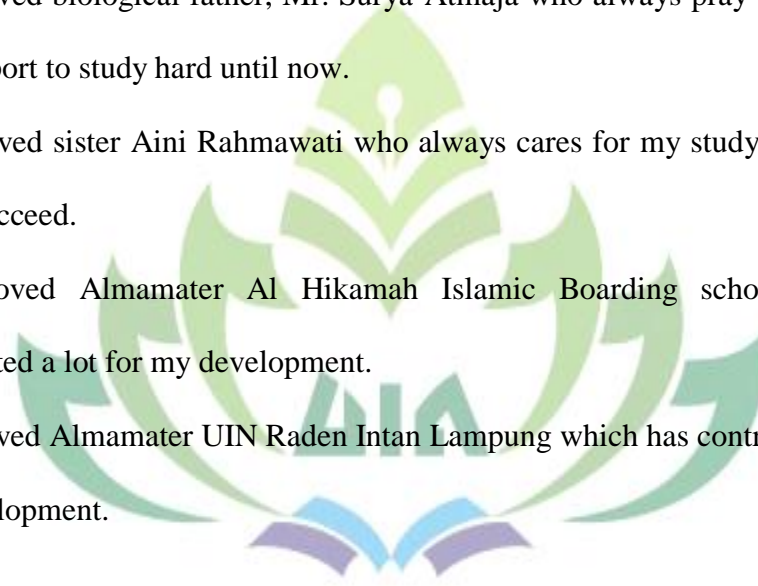 ved biological father, Mr. Surya Atmaja who always pray
port to study hard until now.
ved sister Aini Rahmawati who always cares for my study
cceed.
oved Almamater Al Hikamah Islamic Boarding scho
ted a lot for my development.
UIN
ved Almamater UIN Raden Intan Lampung which has contr
lopment.